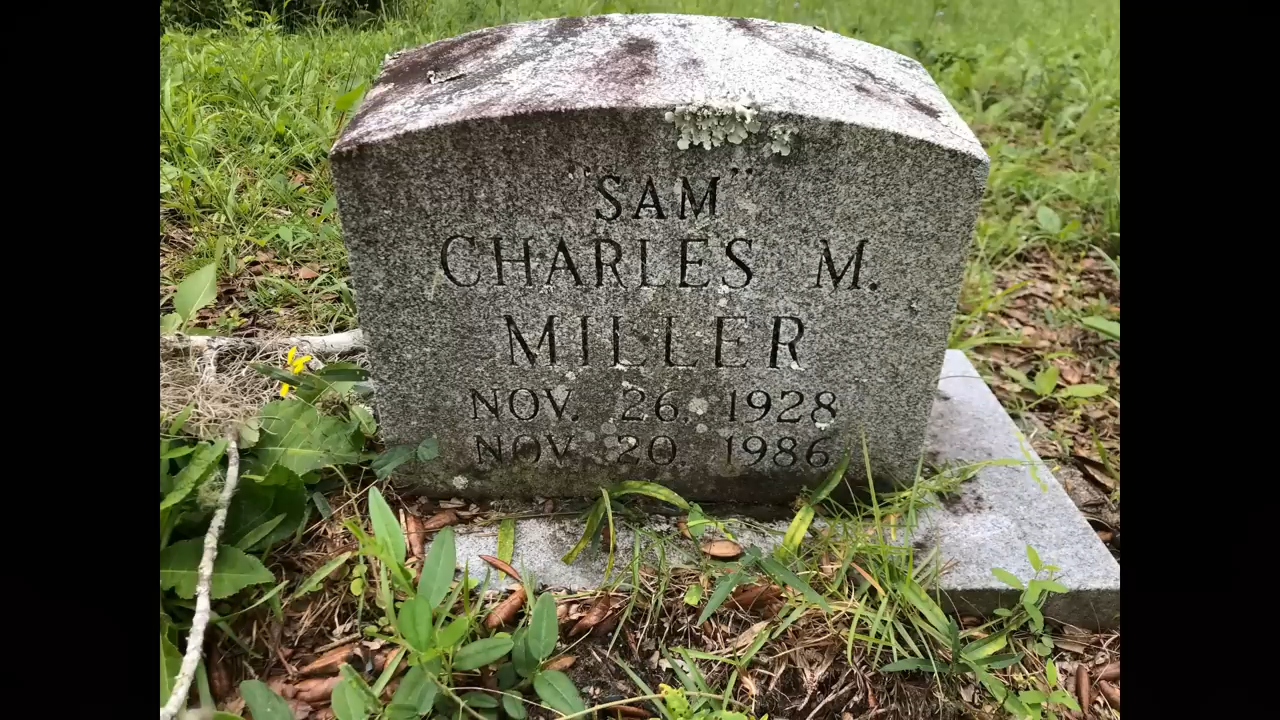 "SAM"
CHARLES M.
MILLER
NOV. 26, 1928
NOV. 20, 1986